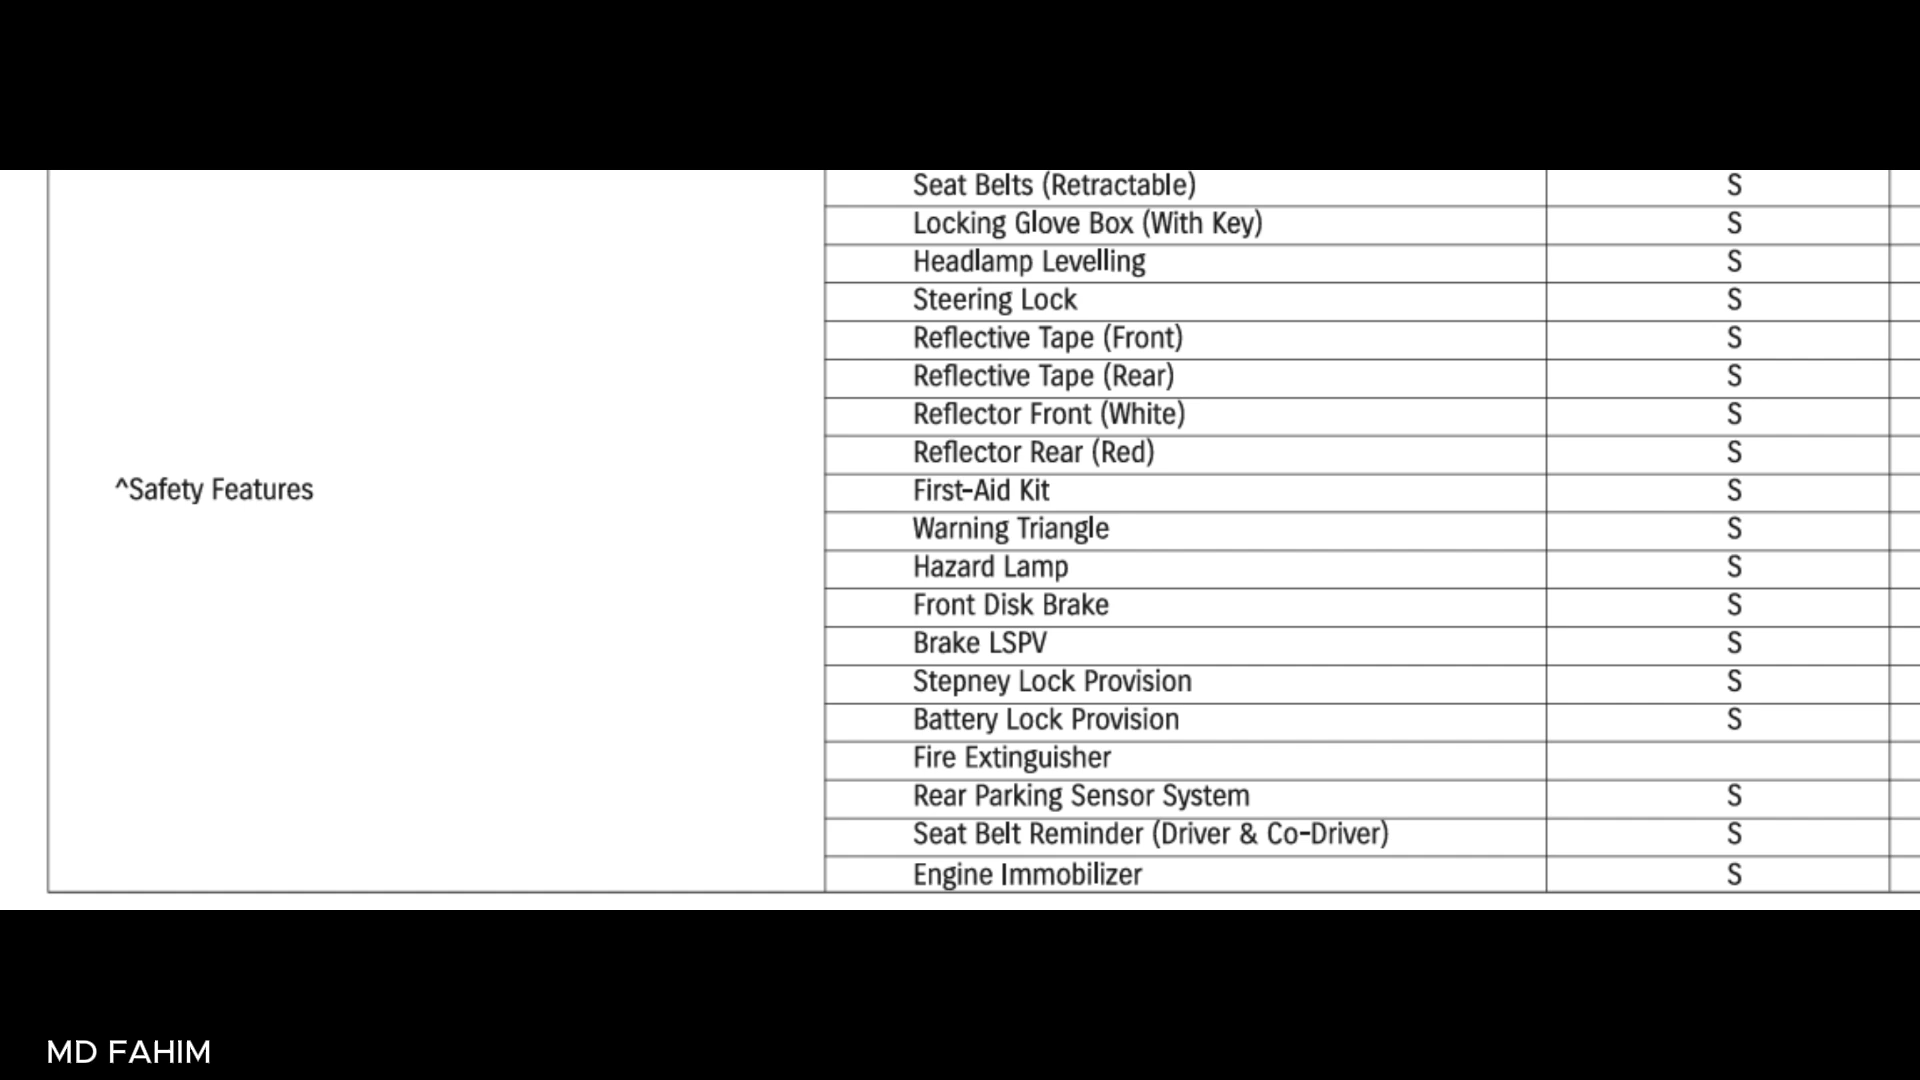 Seat Belts (Retractable) S
Locking Glove Box (With Key) S
Headlamp Levelling S
Steering Lock S
Reflective Tape (Front) S
Reflective Tape (Rear) S
Reflector Front (White) S
Reflector Rear (Red) S
^Safety Features First-Aid Kit S
Warning Triangle S
Hazard Lamp S
Front Disk Brake S
Brake LSPV S
Stepney Lock Provision S
Battery Lock Provision S
Fire Extinguisher
Rear Parking Sensor System S
Seat Belt Reminder (Driver & Co-Driver) S
Engine Immobilizer S
MD FAHIM